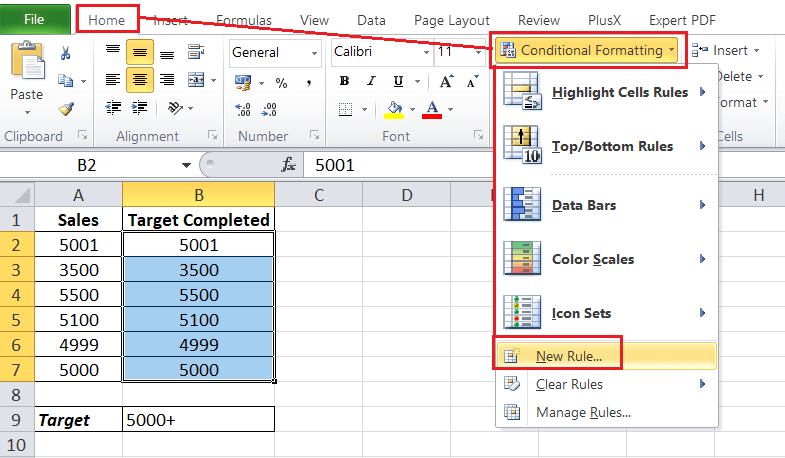 File Home Insert Formulas View Data Page Layout Review PlusX Expert PDF
Paste
General
Calibri 11
Conditional Formatting
Insert
Delete
Format
% ,
B I U A A
A
Clipboard Alignment Number Font Cells
B2 fx 5001
A B C D H
1 Sales Target Completed
2 5001 5001
3 3500 3500
4 5500 5500
5 5100 5100
6 4999 4999
7 5000 5000
8
9 Target 5000+
10
Highlight Cells Rules
Top/Bottom Rules
10
Data Bars
Color Scales
Icon Sets
New Rule...
Clear Rules
Manage Rules...